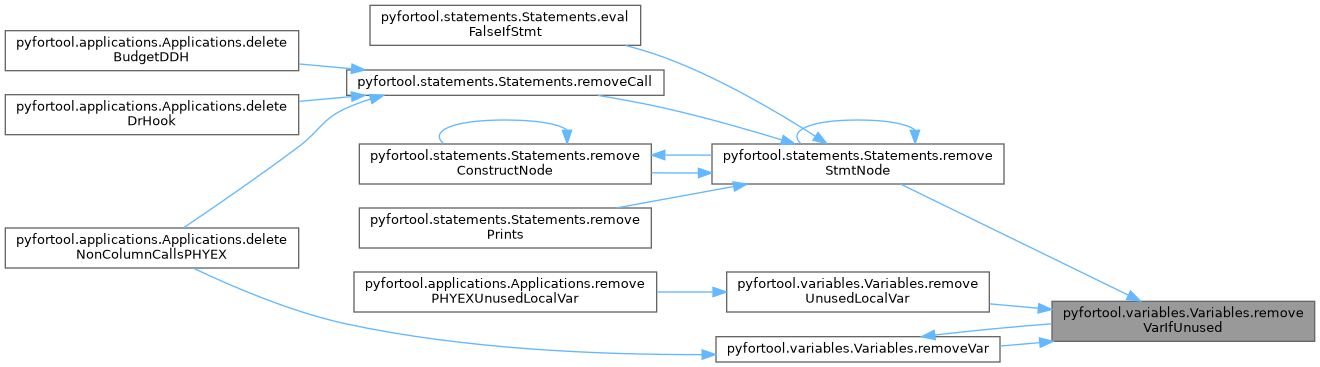 pyfortool.statements.Statements.eval
FalseIfStmt
pyfortool.applications.Applications.delete
BudgetDDH
pyfortool.statements.Statements.removeCall
pyfortool.applications.Applications.delete
DrHook
pyfortool.statements.Statements.remove
ConstructNode
pyfortool.statements.Statements.remove
StmtNode
pyfortool.statements.Statements.remove
Prints
pyfortool.applications.Applications.delete
NonColumnCallsPHYEX
pyfortool.applications.Applications.remove
PHYEXUnusedLocalVar
pyfortool.variables.Variables.remove
UnusedLocalVar
pyfortool.variables.Variables.remove
VarIfUnused
pyfortool.variables.Variables.removeVar